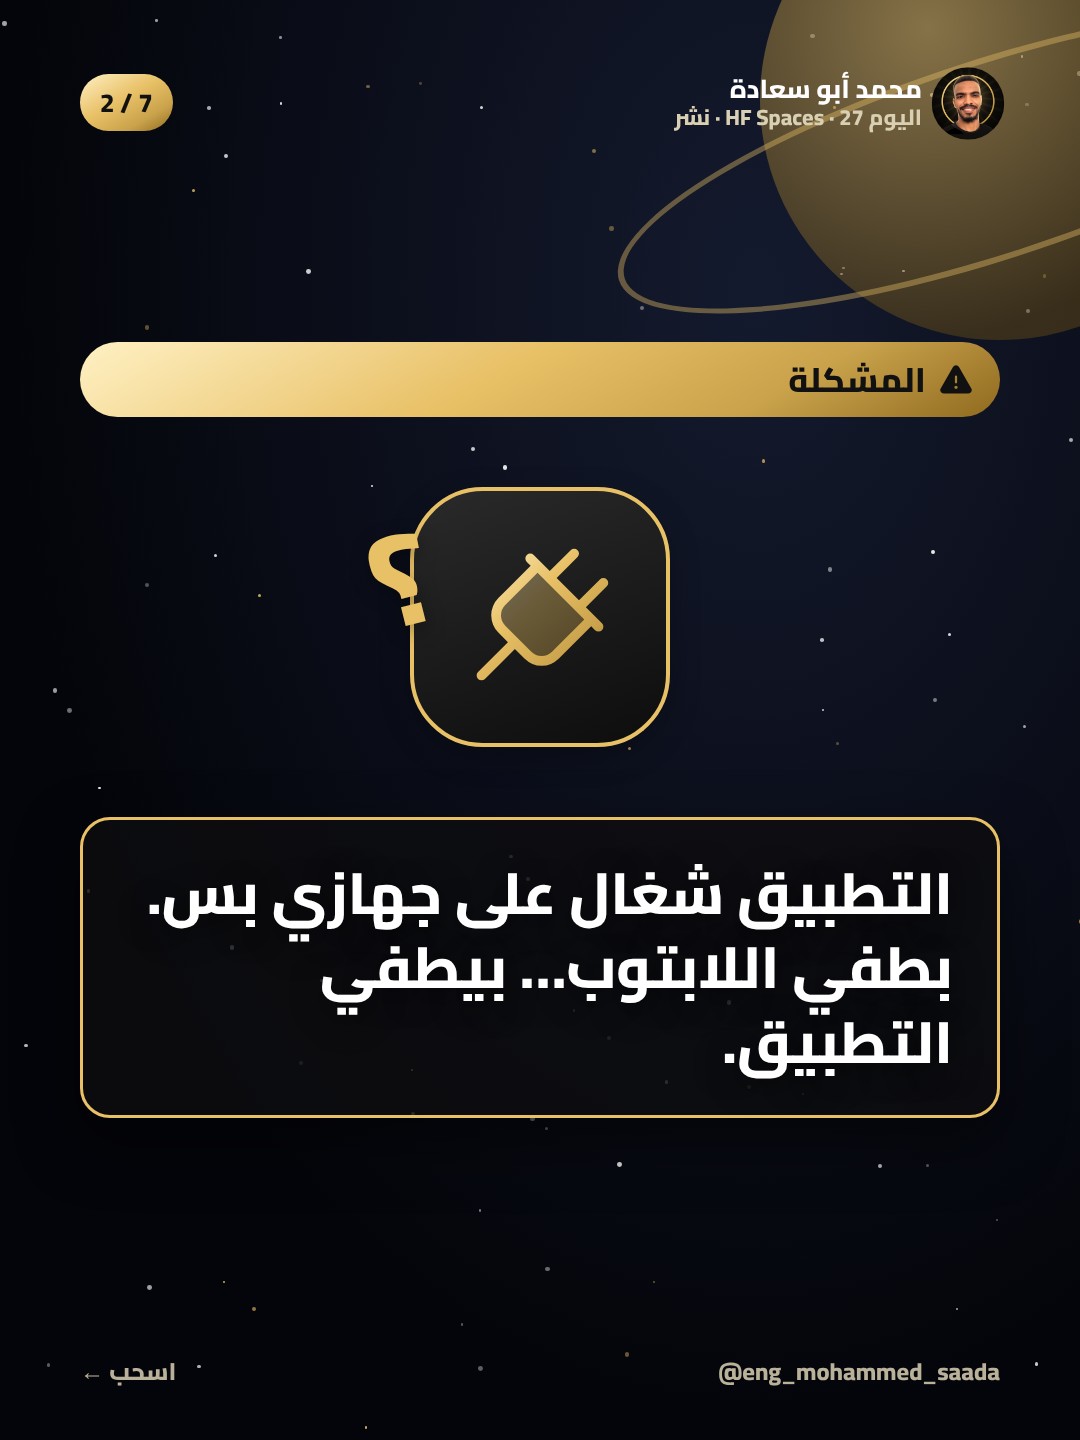 محمد أبو سعادة
اليوم 27 · HF Spaces · نشر
2 / 7
المشكلة
؟
التطبيق شغال على جهازي بس.
بطفي اللابتوب... بيطفي
التطبيق.
@eng_mohammed_saada
اسحب ←